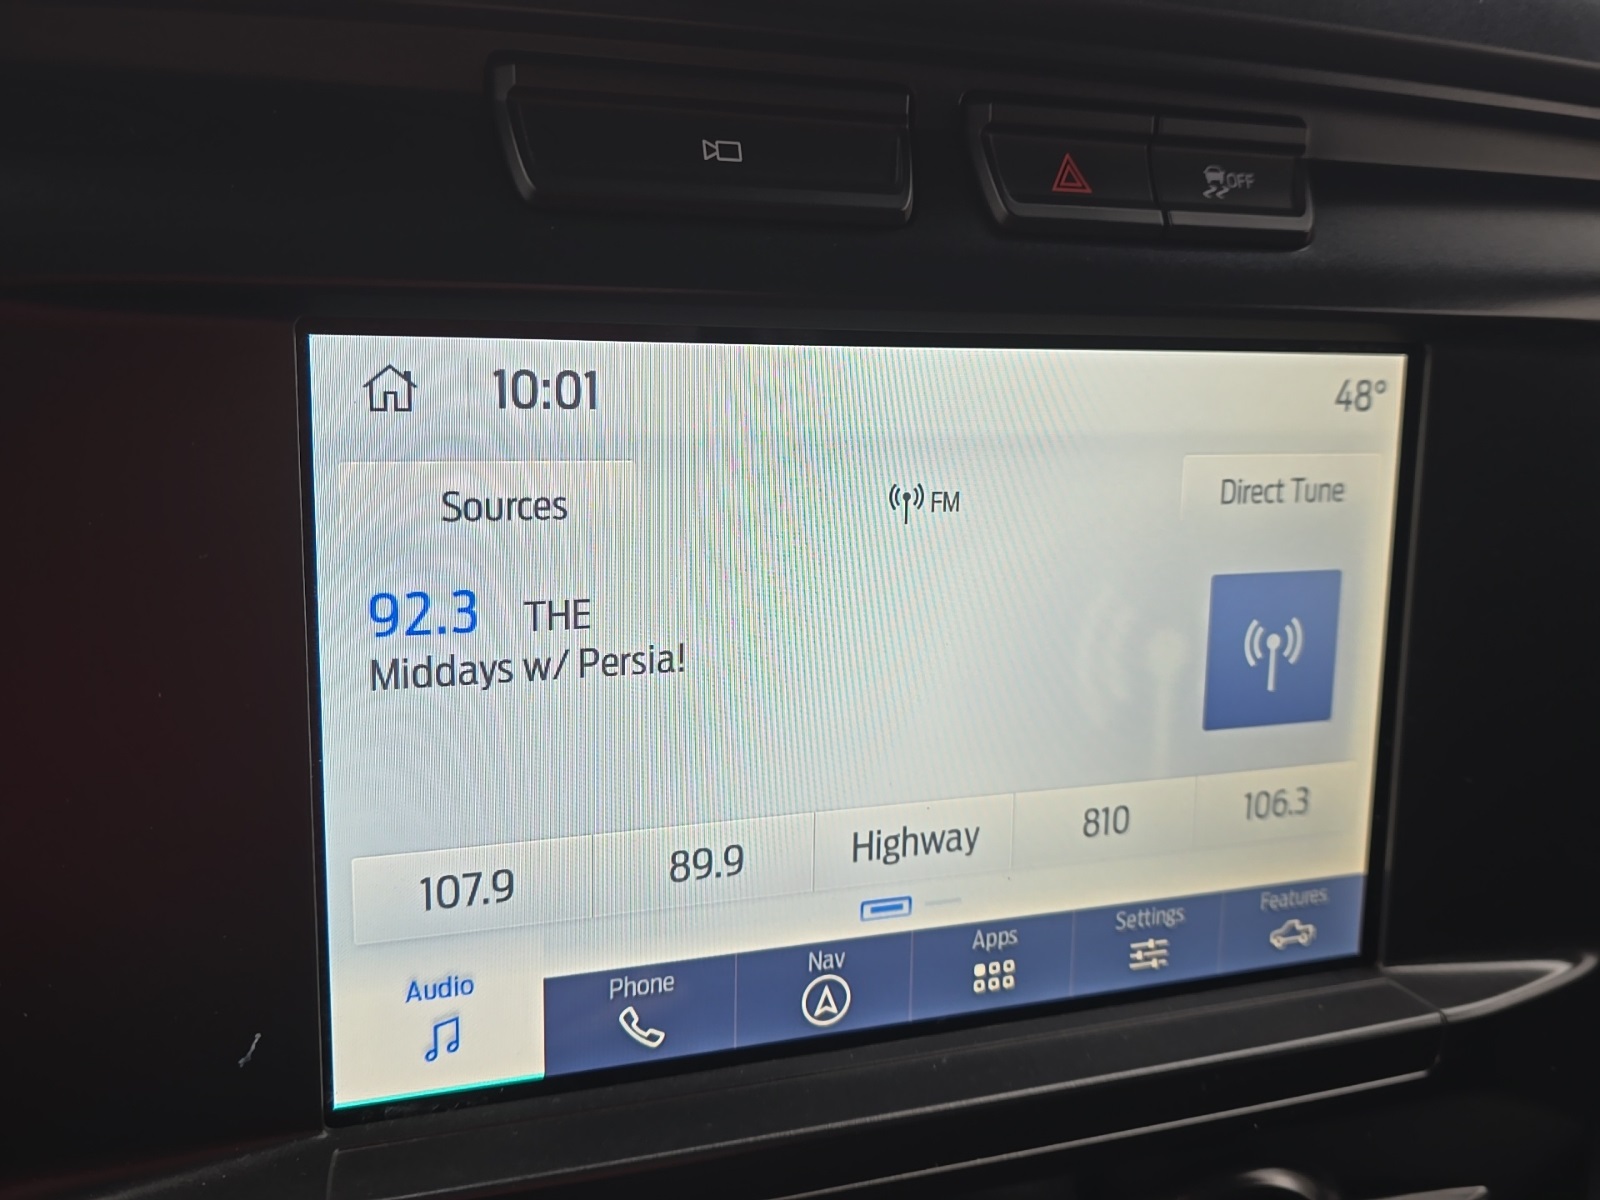 OFF
10:01
48°
Sources
FM
Direct Tune
92.3 THE
Middays w/ Persia!
107.9
89.9
Highway
810
106.3
Audio
Phone
Nav
Apps
Settings
Features